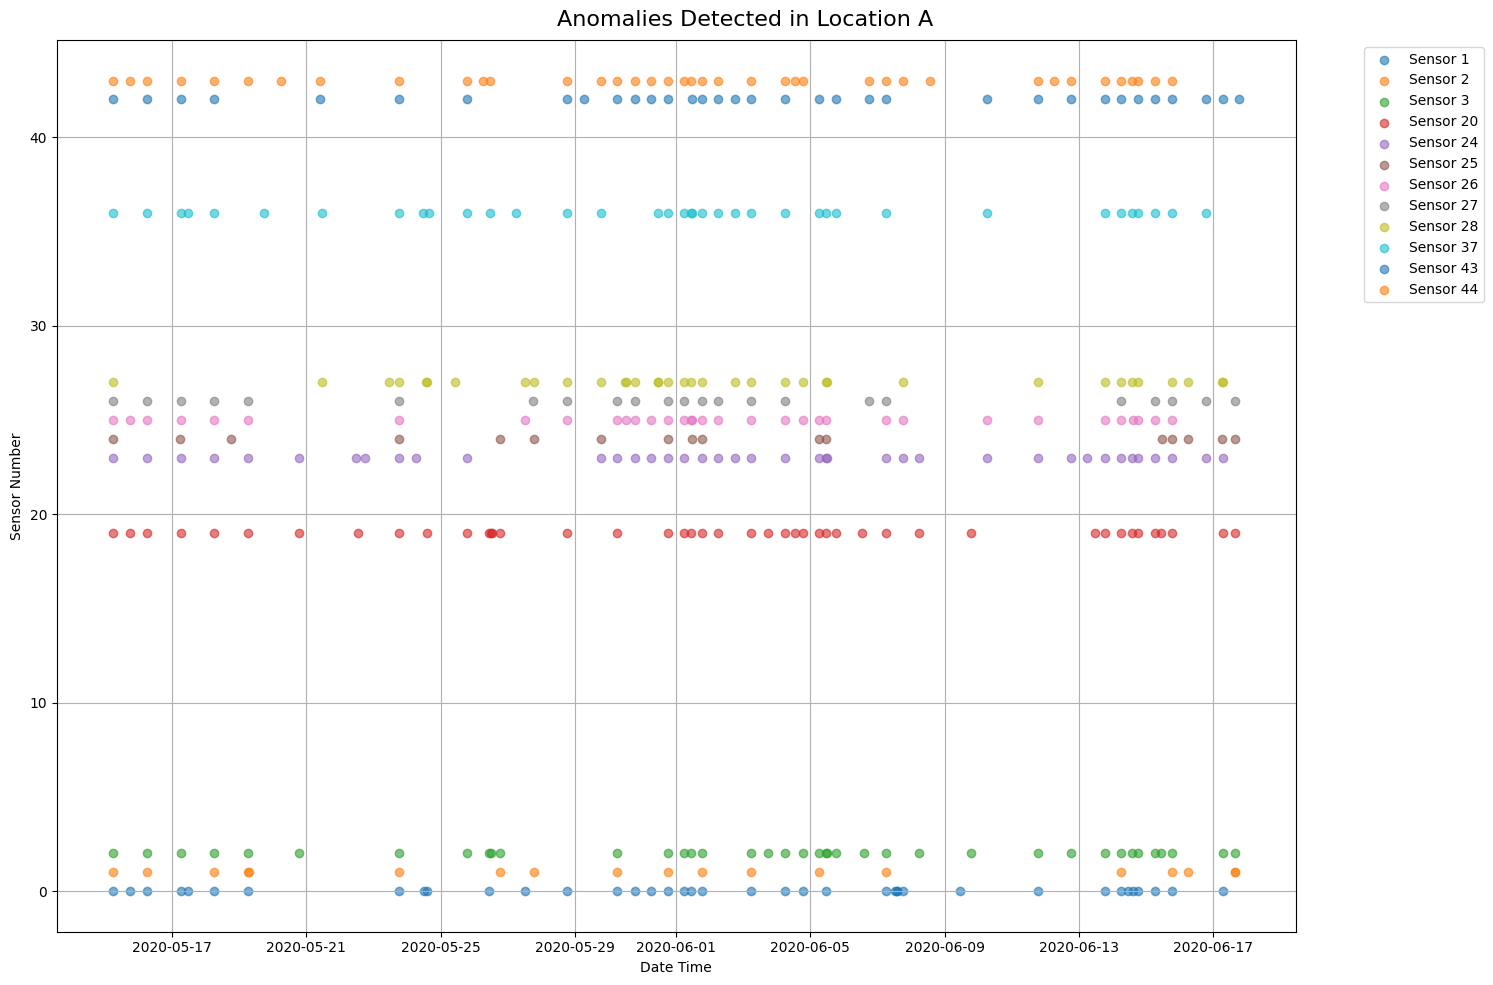 Anomalies Detected in Location A
Sensor Number
40
30
20
10
0
2020-05-17
2020-05-21
2020-05-25
2020-05-29
2020-06-01
2020-06-05
2020-06-09
2020-06-13
2020-06-17
Date Time
Sensor 1
Sensor 2
Sensor 3
Sensor 20
Sensor 24
Sensor 25
Sensor 26
Sensor 27
Sensor 28
Sensor 37
Sensor 43
Sensor 44